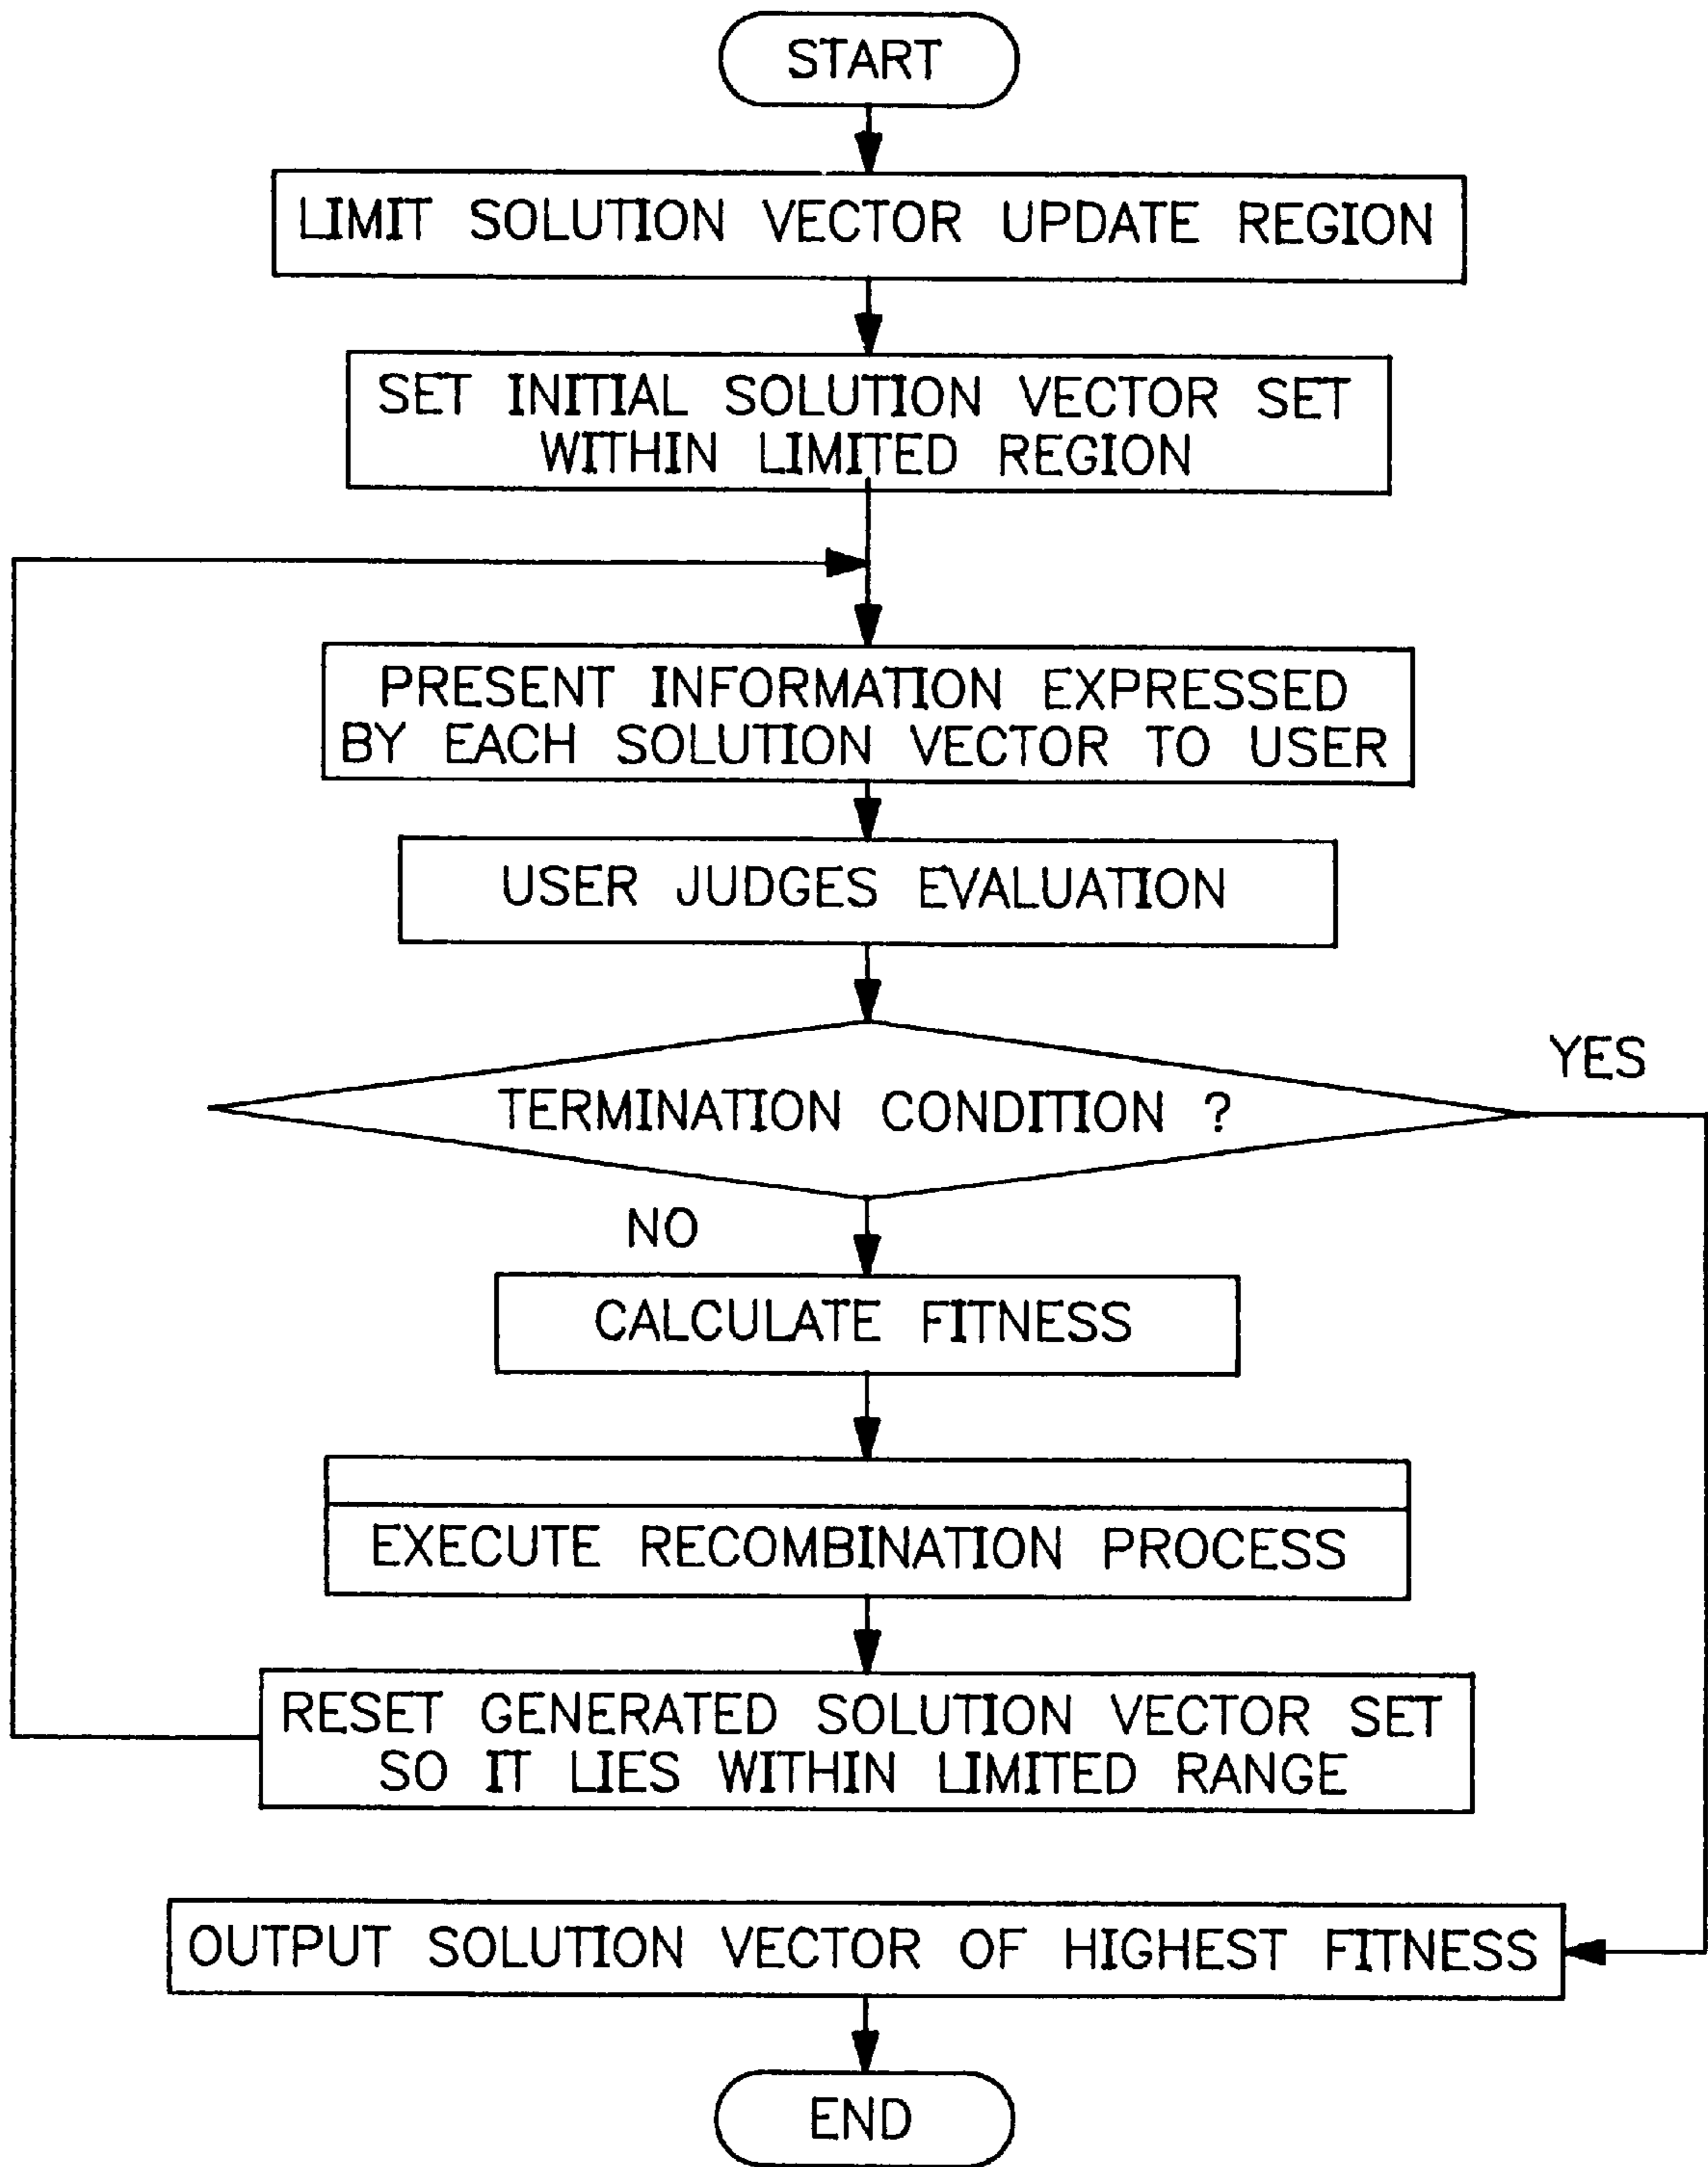 START
LIMIT SOLUTION VECTOR UPDATE REGION
SET INITIAL SOLUTION VECTOR SET
WITHIN LIMITED REGION
PRESENT INFORMATION EXPRESSED
BY EACH SOLUTION VECTOR TO USER
USER JUDGES EVALUATION
YES
TERMINATION CONDITION ?
NO
CALCULATE FITNESS
EXECUTE RECOMBINATION PROCESS
RESET GENERATED SOLUTION VECTOR SET
SO IT LIES WITHIN LIMITED RANGE
OUTPUT SOLUTION VECTOR OF HIGHEST FITNESS
END